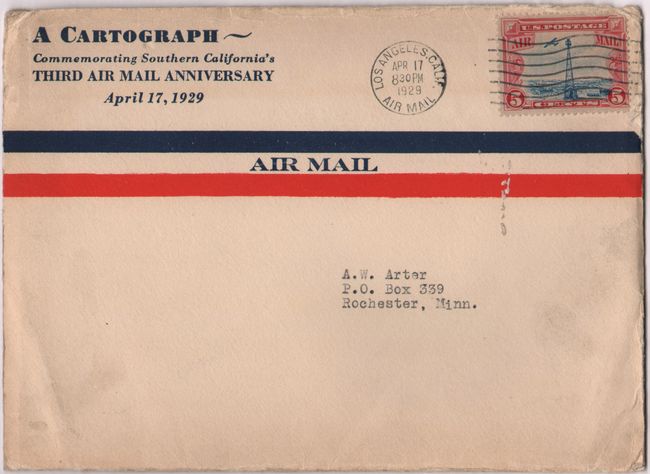 A CARTOGRAPH~
Commemorating Southern California's
THIRD AIR MAIL ANNIVERSARY
April 17, 1929
LOS ANGELES, CALIF.
APR 17
830PM
1929
AIR MAIL
U.S. POSTAGE
AIR MAIL
5 CENTS 5
AIR MAIL
A.W. Arter
P.O. Box 339
Rochester, Minn.